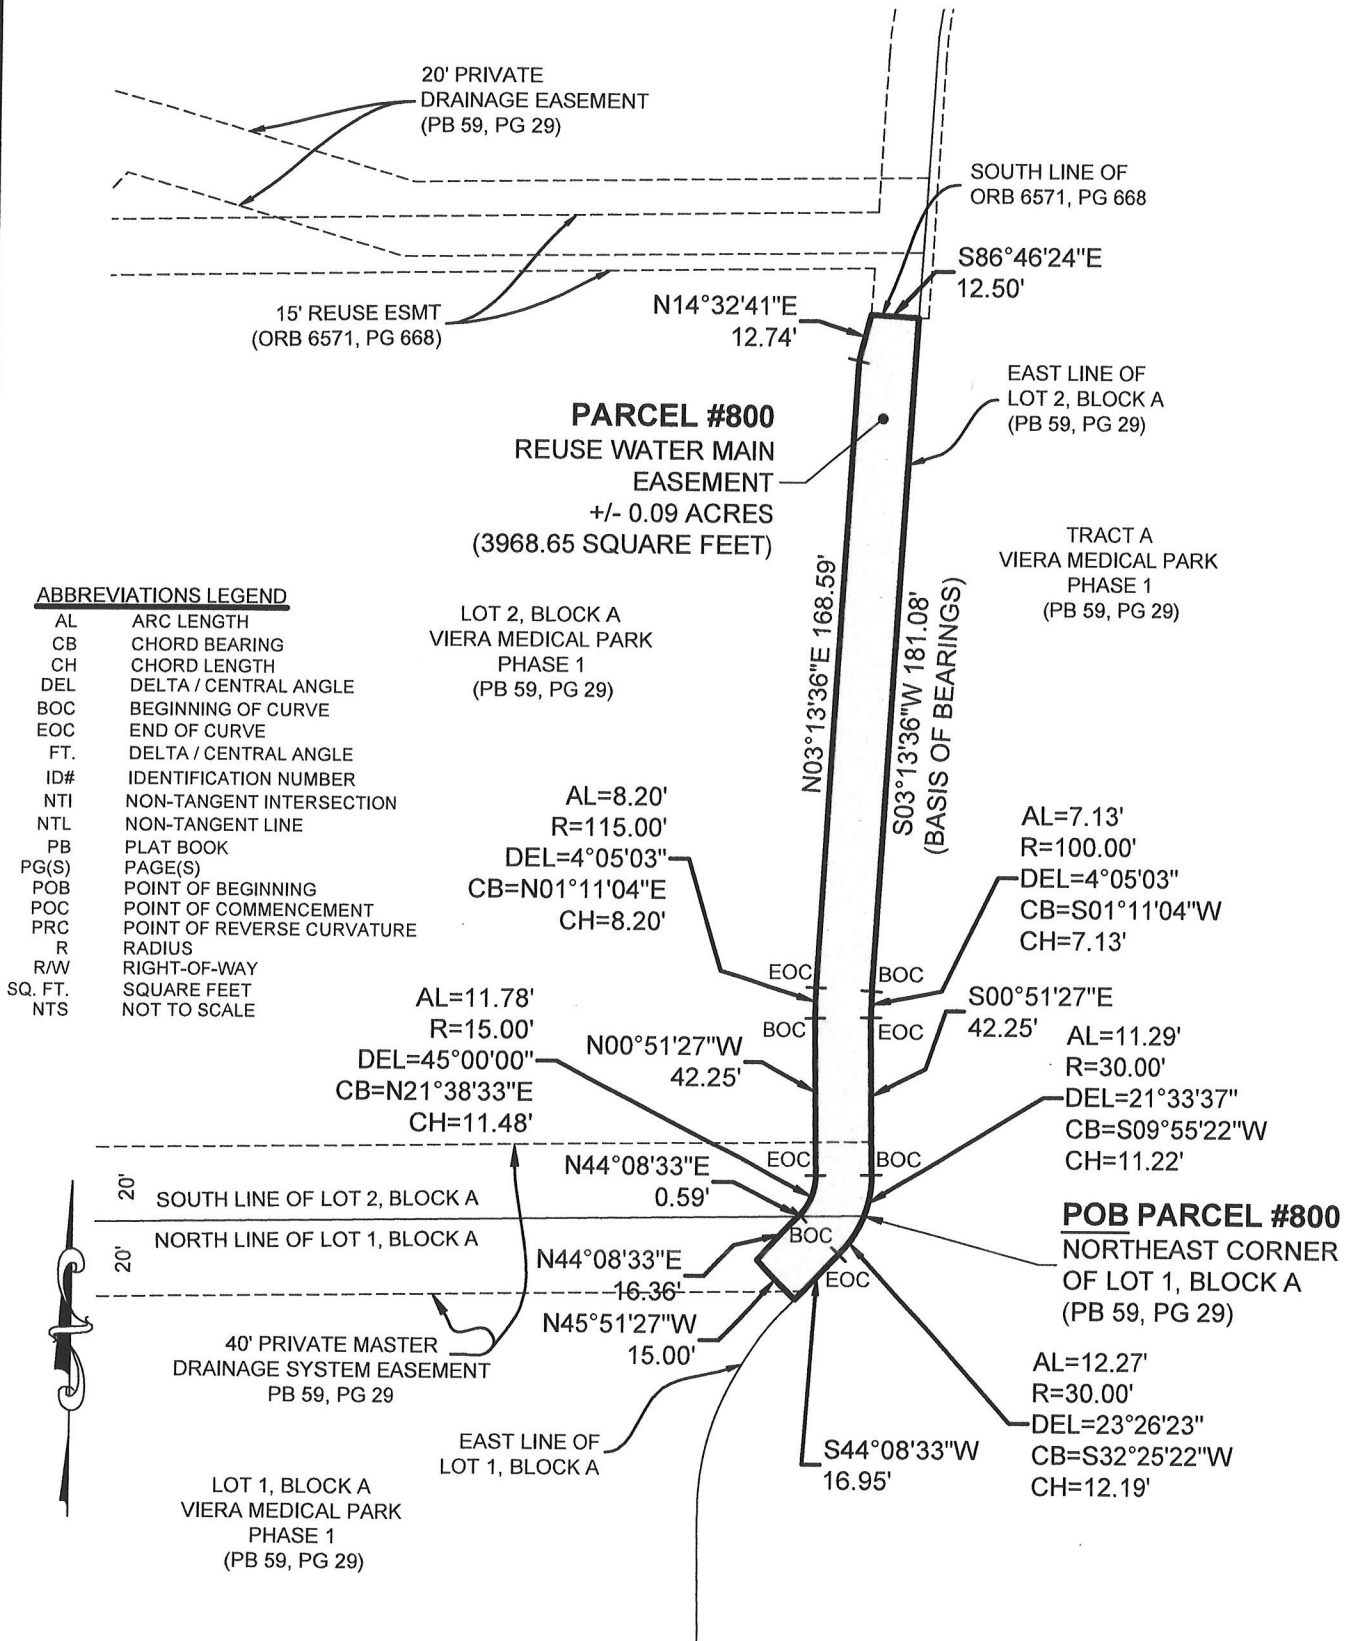 20' PRIVATE
DRAINAGE EASEMENT
(PB 59, PG 29)
SOUTH LINE OF
ORB 6571, PG 668
S86°46'24"E
12.50'
N14°32'41"E
12.74'
15' REUSE ESMT
(ORB 6571, PG 668)
EAST LINE OF
LOT 2, BLOCK A
(PB 59, PG 29)
PARCEL #800
REUSE WATER MAIN
EASEMENT
+/- 0.09 ACRES
(3968.65 SQUARE FEET)
TRACT A
VIERA MEDICAL PARK
PHASE 1
(PB 59, PG 29)
N03°13'36"E 168.59'
S03°13'36"W 181.08'
(BASIS OF BEARINGS)
LOT 2, BLOCK A
VIERA MEDICAL PARK
PHASE 1
(PB 59, PG 29)
ABBREVIATIONS LEGEND
AL ARC LENGTH
CB CHORD BEARING
CH CHORD LENGTH
DEL DELTA / CENTRAL ANGLE
BOC BEGINNING OF CURVE
EOC END OF CURVE
FT. DELTA / CENTRAL ANGLE
ID# IDENTIFICATION NUMBER
NTI NON-TANGENT INTERSECTION
NTL NON-TANGENT LINE
PB PLAT BOOK
PG(S) PAGE(S)
POB POINT OF BEGINNING
POC POINT OF COMMENCEMENT
PRC POINT OF REVERSE CURVATURE
R RADIUS
R/W RIGHT-OF-WAY
SQ. FT. SQUARE FEET
NTS NOT TO SCALE
AL=8.20'
R=115.00'
DEL=4°05'03"
CB=N01°11'04"E
CH=8.20'
AL=7.13'
R=100.00'
DEL=4°05'03"
CB=S01°11'04"W
CH=7.13'
EOC
BOC
BOC
EOC
S00°51'27"E
42.25'
AL=11.78'
R=15.00'
DEL=45°00'00"
CB=N21°38'33"E
CH=11.48'
N00°51'27"W
42.25'
AL=11.29'
R=30.00'
DEL=21°33'37"
CB=S09°55'22"W
CH=11.22'
EOC
BOC
N44°08'33"E
0.59'
20'
SOUTH LINE OF LOT 2, BLOCK A
NORTH LINE OF LOT 1, BLOCK A
20'
BOC
EOC
POB PARCEL #800
NORTHEAST CORNER
OF LOT 1, BLOCK A
(PB 59, PG 29)
N44°08'33"E
16.36'
N45°51'27"W
15.00'
40' PRIVATE MASTER
DRAINAGE SYSTEM EASEMENT
PB 59, PG 29
AL=12.27'
R=30.00'
DEL=23°26'23"
CB=S32°25'22"W
CH=12.19'
EAST LINE OF
LOT 1, BLOCK A
S44°08'33"W
16.95'
LOT 1, BLOCK A
VIERA MEDICAL PARK
PHASE 1
(PB 59, PG 29)